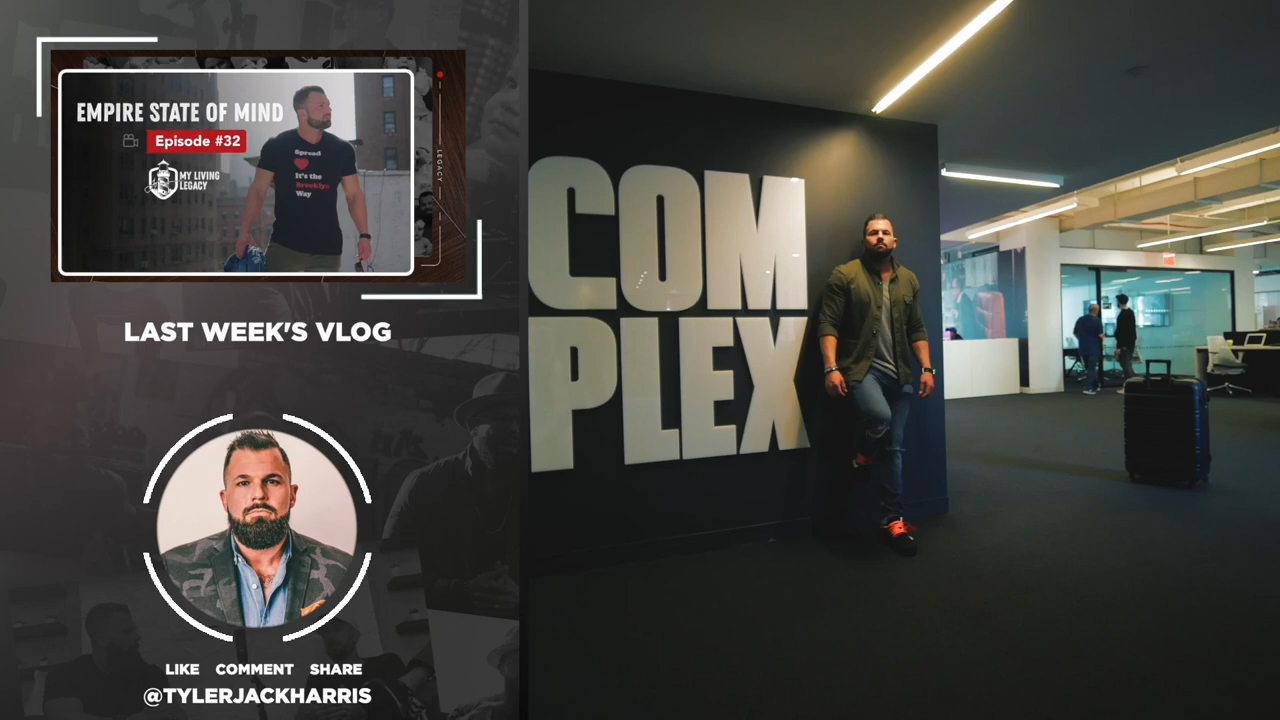 EMPIRE STATE OF MIND
Episode #32
MY LIVING
LEGACY
Spread
It's the
Brooklyn
Way
LEGACY
LAST WEEK'S VLOG
LIKE COMMENT SHARE
@TYLERJACKHARRIS
COM
PLEX